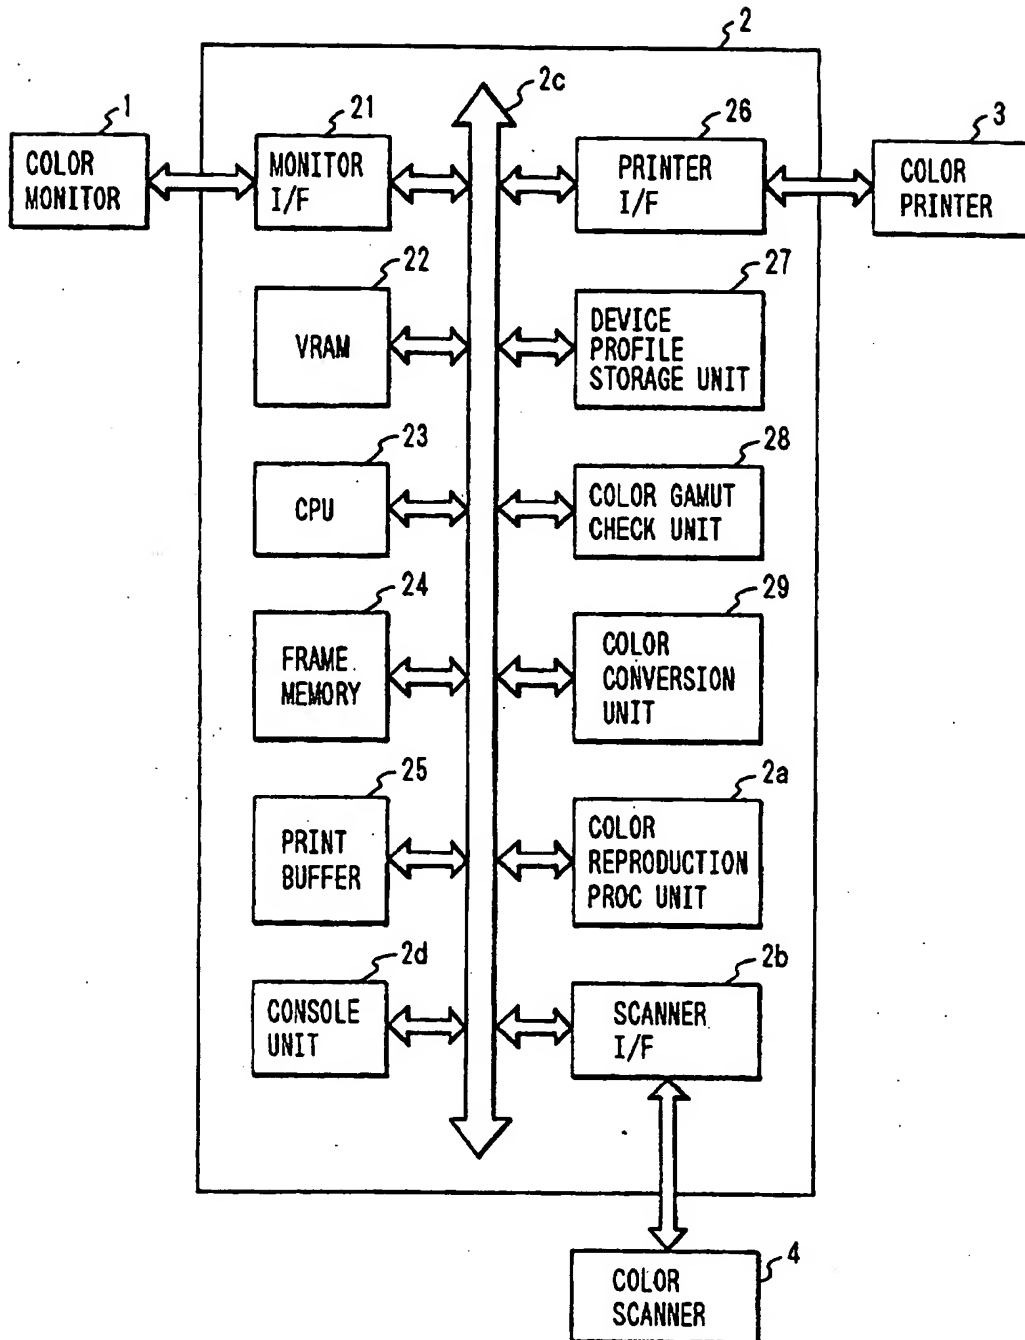 2
2c
1
COLOR
MONITOR
21
MONITOR
I/F
26
PRINTER
I/F
3
COLOR
PRINTER
22
VRAM
27
DEVICE
PROFILE
STORAGE UNIT
23
CPU
28
COLOR GAMUT
CHECK UNIT
24
FRAME
MEMORY
29
COLOR
CONVERSION
UNIT
25
PRINT
BUFFER
2a
COLOR
REPRODUCTION
PROC UNIT
2d
CONSOLE
UNIT
2b
SCANNER
I/F
4
COLOR
SCANNER